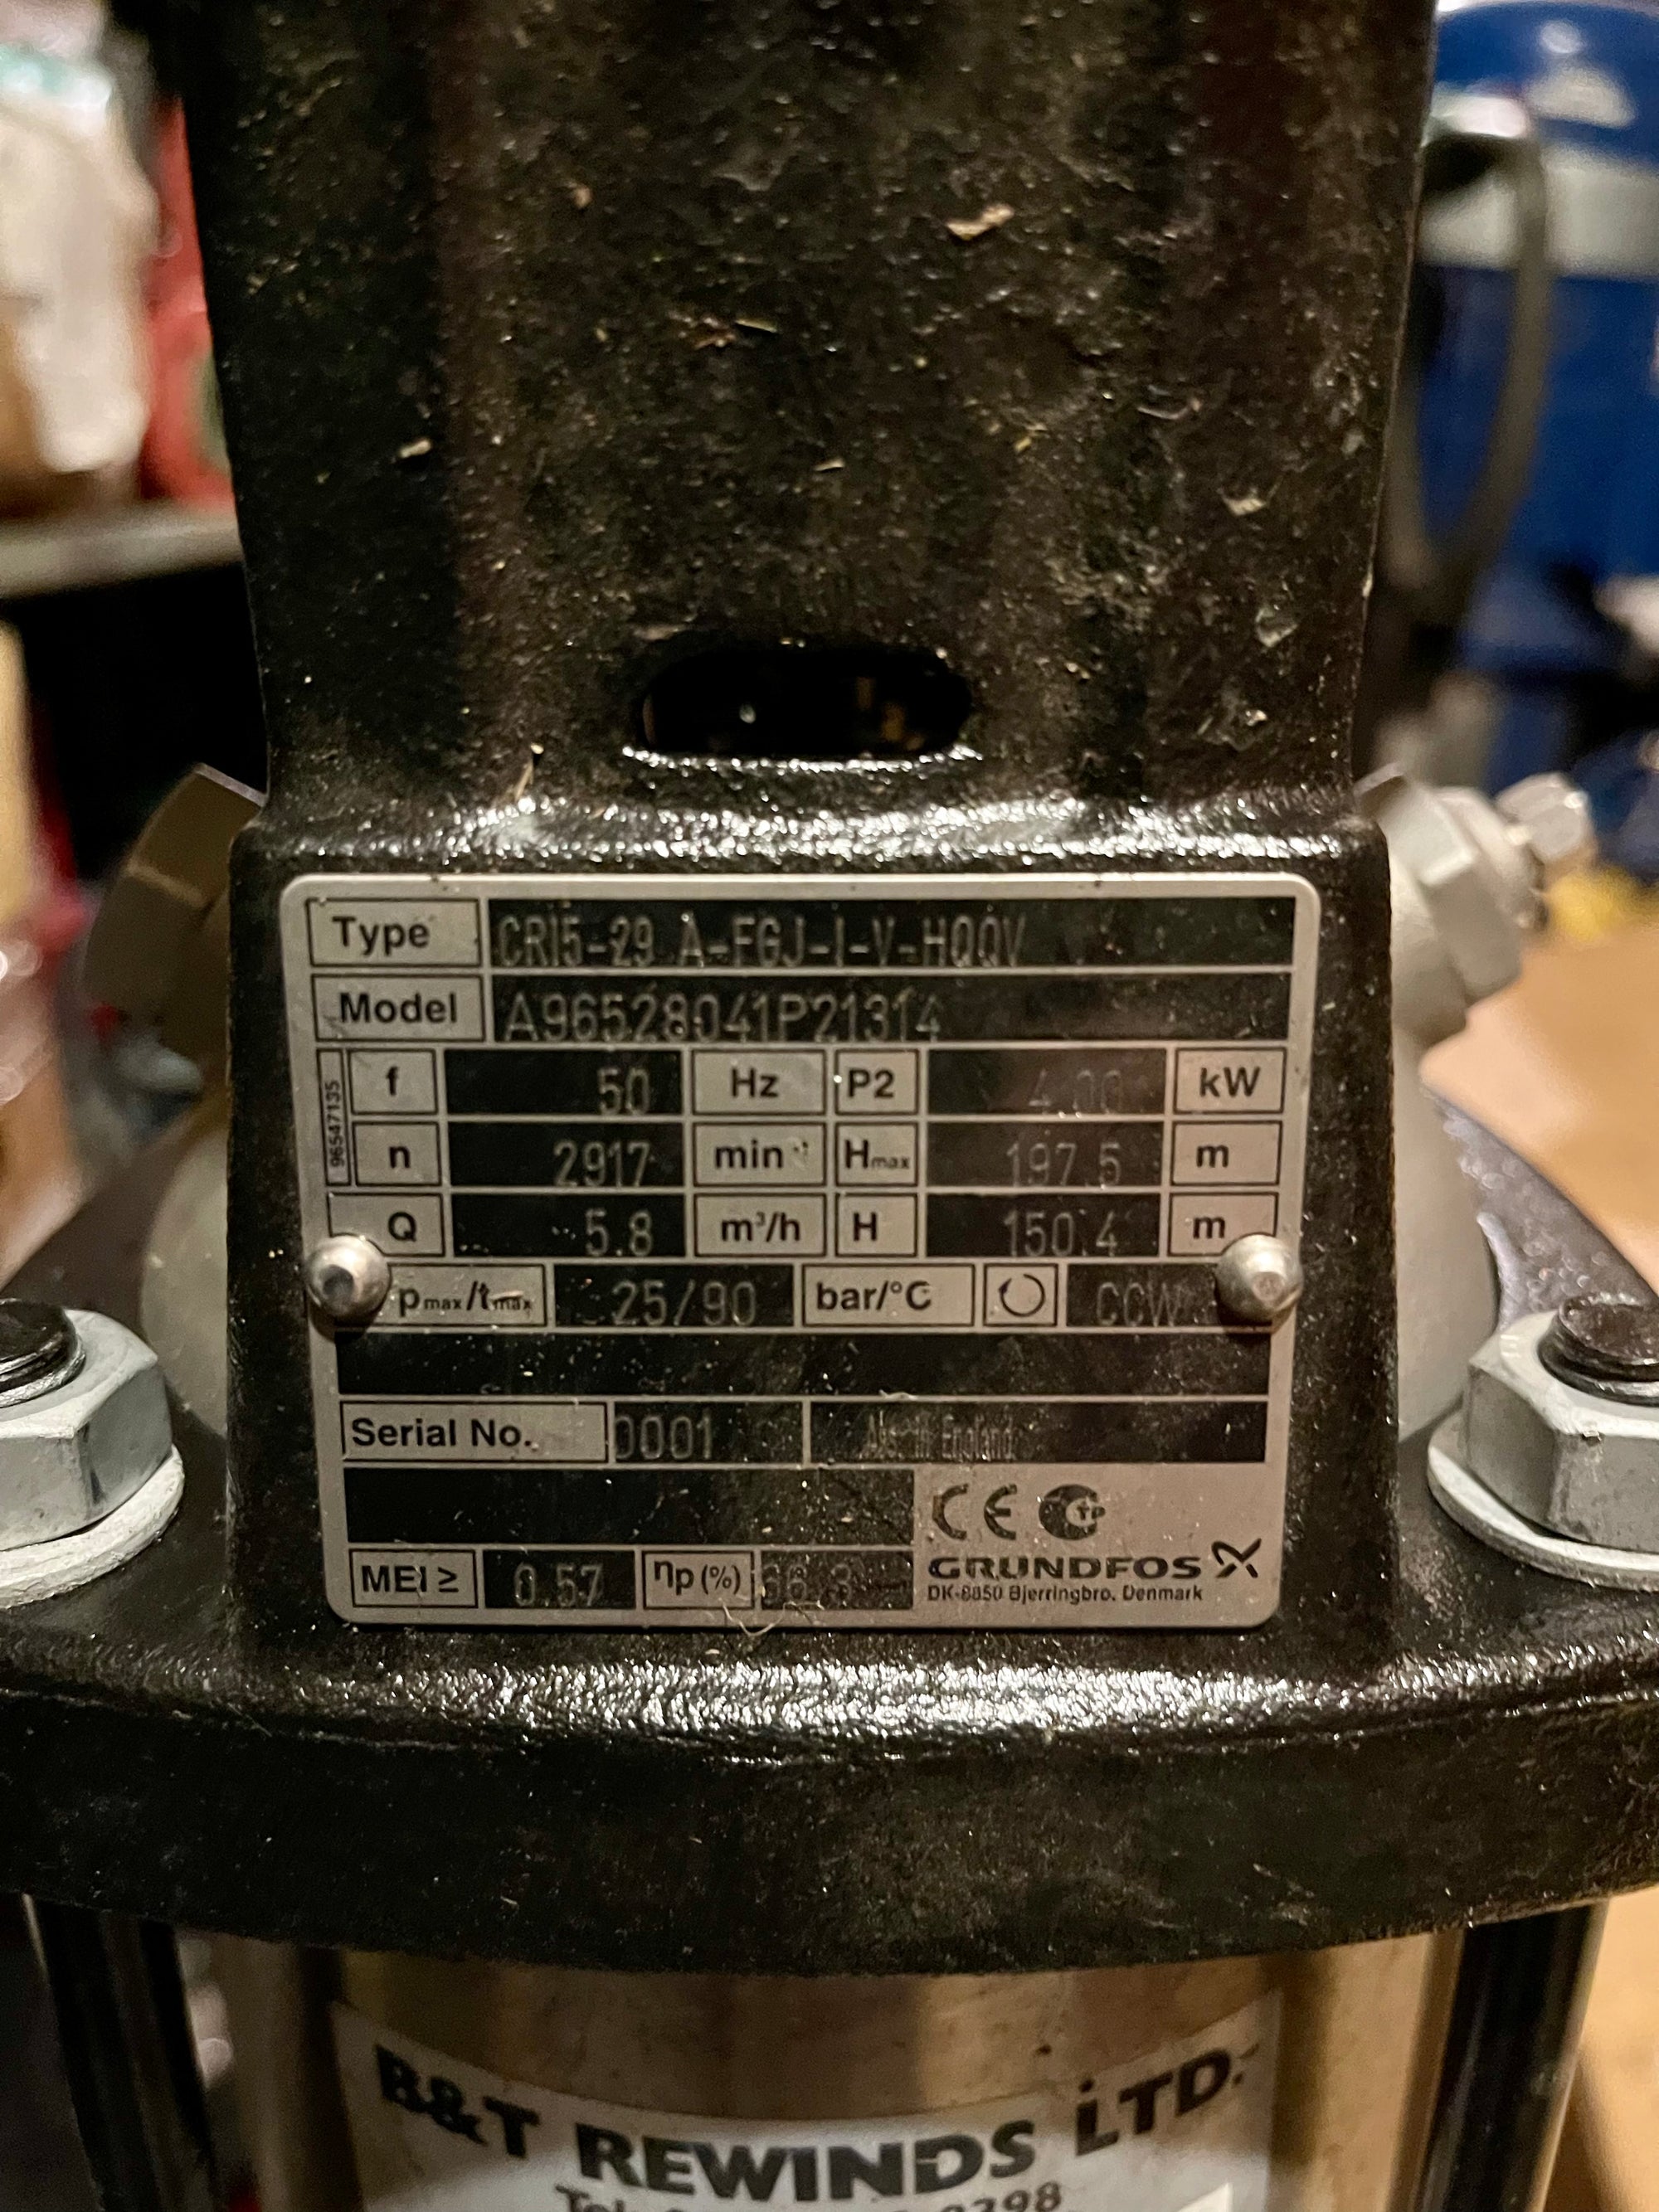 Type CRI5-29 A-FGJ-I-V-HQQV
Model A96528041P21314
96547135
f 50 Hz P2 4.00 kW
n 2917 min⁻¹ Hmax 197.5 m
Q 5.8 m³/h H 150.4 m
pmax/tmax 25/90 bar/°C CCW
Serial No. 0001 England
CE
MEI ≥ 0.57 ηp (%)
GRUNDFOS
DK-8850 Bjerringbro, Denmark
B&T REWINDS LTD.